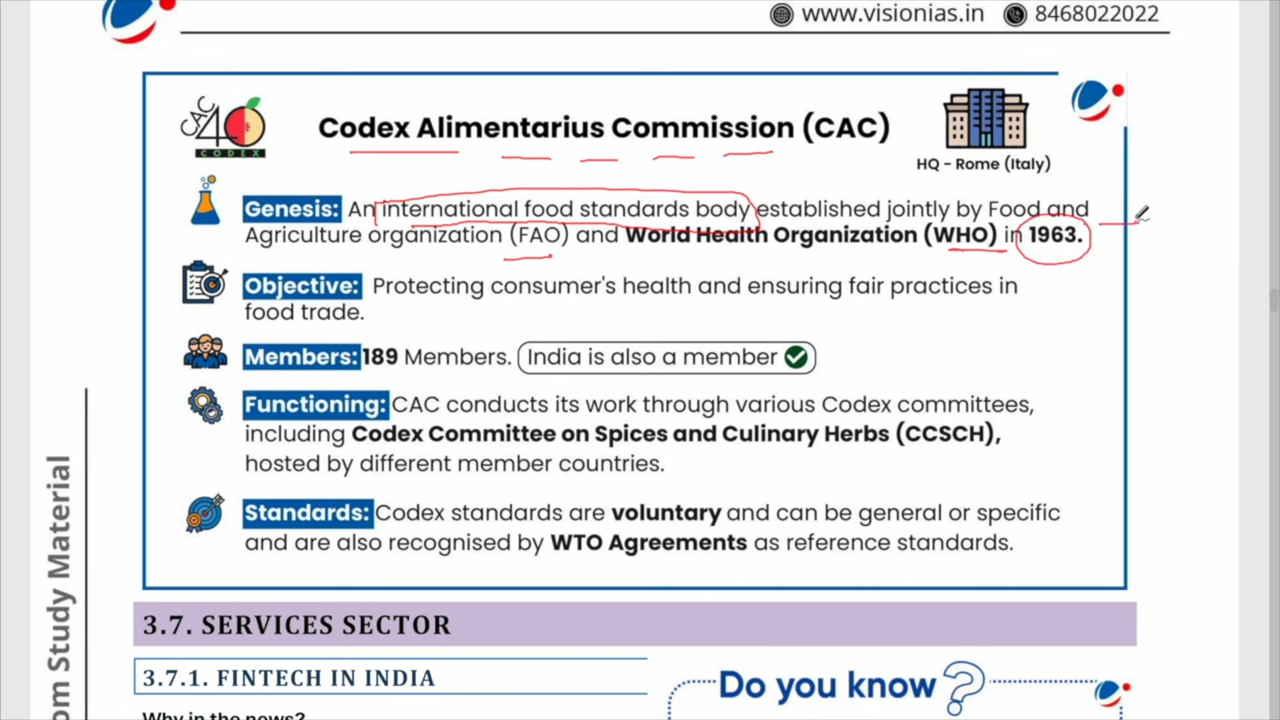 www.visionias.in 8468022022
CAC
40
CODEX
Codex Alimentarius Commission (CAC)
HQ - Rome (Italy)
Genesis: An international food standards body established jointly by Food and
Agriculture organization (FAO) and World Health Organization (WHO) in 1963.
Objective: Protecting consumer's health and ensuring fair practices in
food trade.
Members: 189 Members. India is also a member
Functioning: CAC conducts its work through various Codex committees,
including Codex Committee on Spices and Culinary Herbs (CCSCH),
hosted by different member countries.
Standards: Codex standards are voluntary and can be general or specific
and are also recognised by WTO Agreements as reference standards.
om Study Material
3.7. SERVICES SECTOR
3.7.1. FINTECH IN INDIA
Do you know ?
Why in the news?